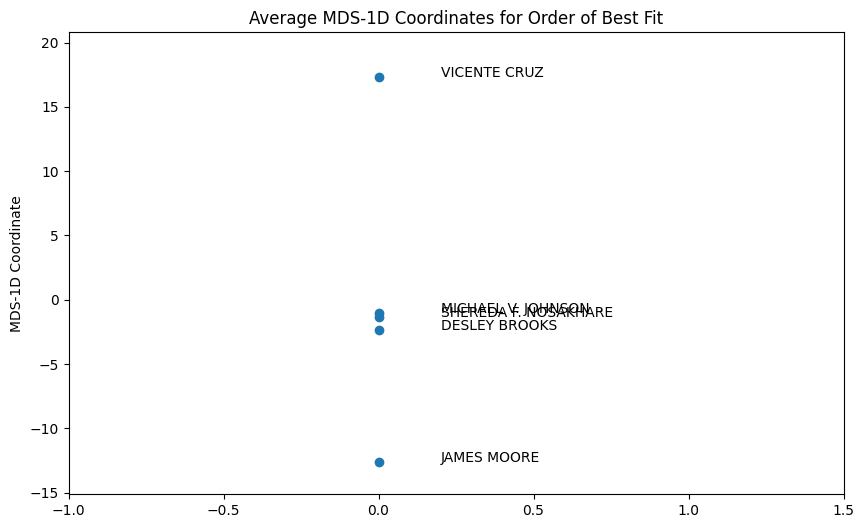 Average MDS-1D Coordinates for Order of Best Fit
MDS-1D Coordinate
20
15
10
5
0
−5
−10
−15
VICENTE CRUZ
MICHAEL V. JOHNSON
SHEREDA F. NOSAKHARE
DESLEY BROOKS
JAMES MOORE
−1.0 −0.5 0.0 0.5 1.0 1.5